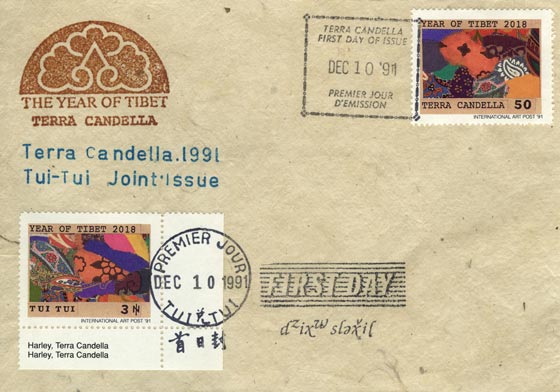 THE YEAR OF TIBET
TERRA CANDELLA
Terra Candella.1991
Tui-Tui Joint Issue
TERRA CANDELLA
FIRST DAY OF ISSUE
DEC 10 '91
PREMIER JOUR
D'EMISSION
YEAR OF TIBET 2018
TERRA CANDELLA 50
INTERNATIONAL ART POST '91
YEAR OF TIBET 2018
TUI TUI 3
INTERNATIONAL ART POST '91
Harley, Terra Candella
Harley, Terra Candella
PREMIER JOUR
DEC 10 1991
TUI TUI
首日封
FIRST DAY
dᶻixʷ sləx̌il